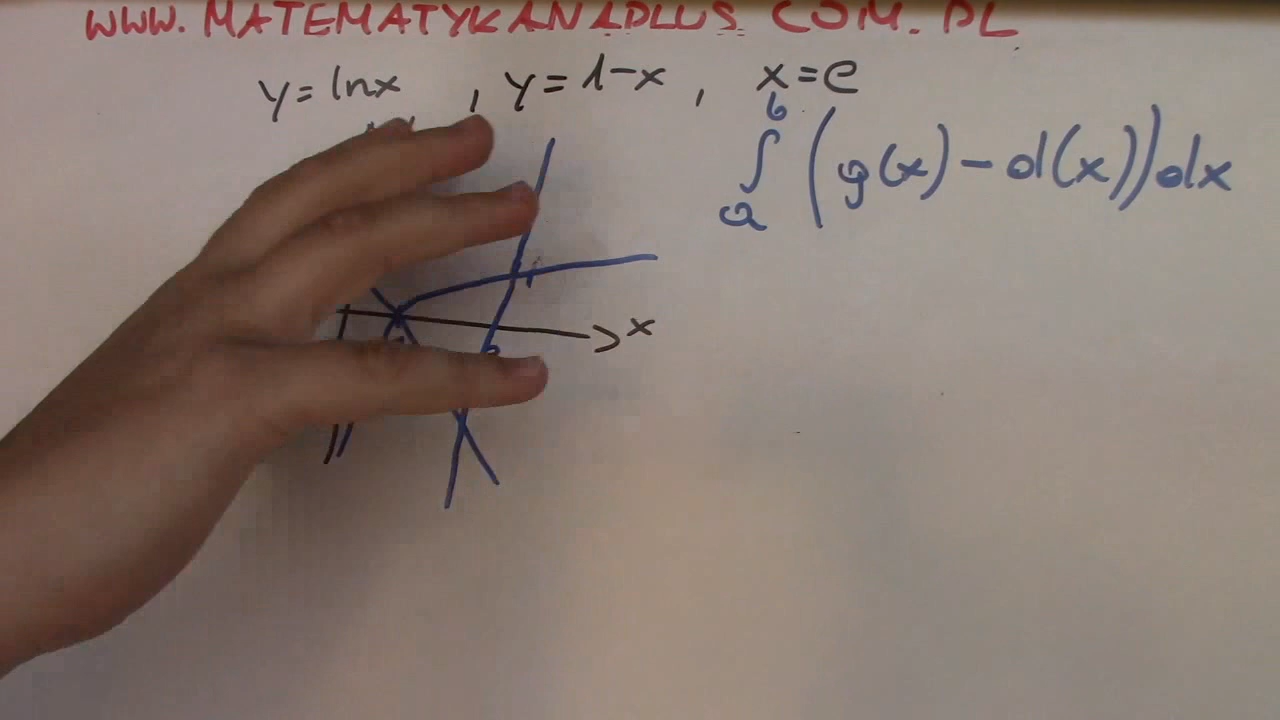 WWW.MATEMATYKANAPLUS.COM.PL
y=lnx , y=1-x , x=e
b
∫ (g(x)-d(x))dx
a
x